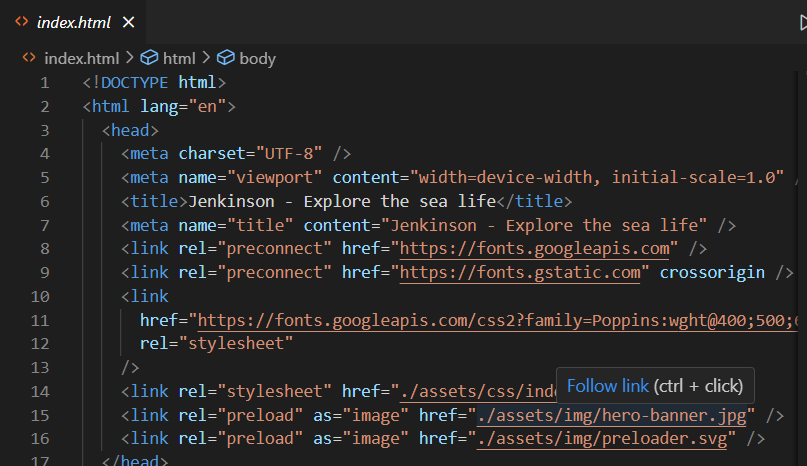 index.html
index.html > html > body
1 <!DOCTYPE html>
2 <html lang="en">
3 <head>
4 <meta charset="UTF-8" />
5 <meta name="viewport" content="width=device-width, initial-scale=1.0" /
6 <title>Jenkinson - Explore the sea life</title>
7 <meta name="title" content="Jenkinson - Explore the sea life" />
8 <link rel="preconnect" href="https://fonts.googleapis.com" />
9 <link rel="preconnect" href="https://fonts.gstatic.com" crossorigin />
10 <link
11 href="https://fonts.googleapis.com/css2?family=Poppins:wght@400;500;
12 rel="stylesheet"
13 />
14 <link rel="stylesheet" href="./assets/css/
Follow link (ctrl + click)
15 <link rel="preload" as="image" href="./assets/img/hero-banner.jpg" />
16 <link rel="preload" as="image" href="./assets/img/preloader.svg" />
17 </head>